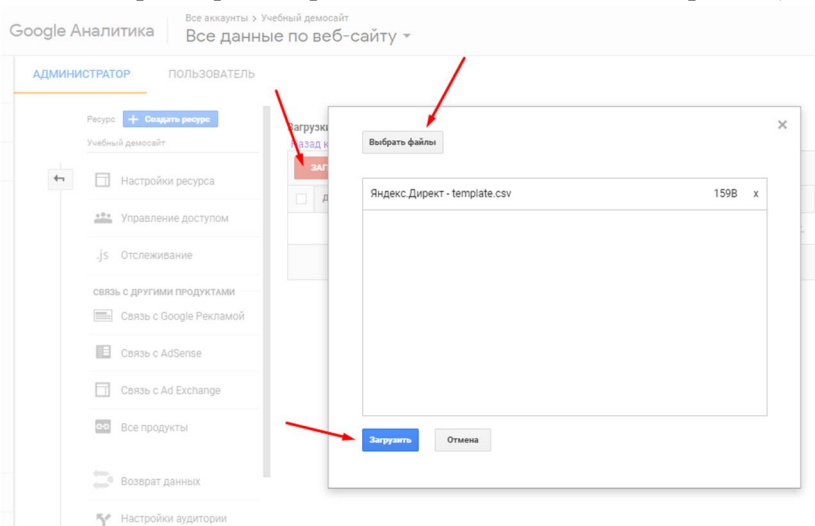 Все аккаунты > Учебный демосайт
Google Аналитика
Все данные по веб-сайту
АДМИНИСТРАТОР ПОЛЬЗОВАТЕЛЬ
Ресурс + Создать ресурс
Учебный демосайт
Настройки ресурса
Управление доступом
.js Отслеживание
СВЯЗЬ С ДРУГИМИ ПРОДУКТАМИ
Связь с Google Рекламой
Связь с AdSense
Связь с Ad Exchange
Все продукты
Возврат данных
Настройки аудитории
Назад к
Выбрать файлы
Яндекс.Директ - template.csv 159B x
Загрузить Отмена